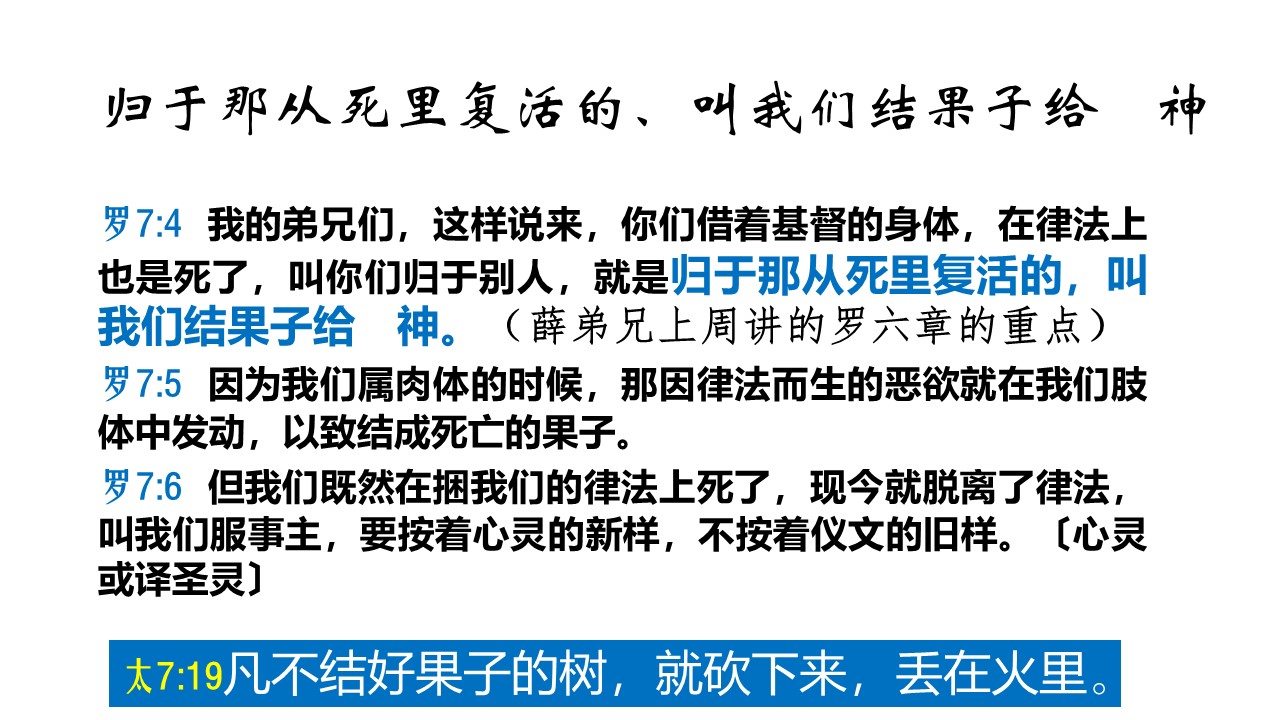 归于那从死里复活的、叫我们结果子给　神
罗7:4 我的弟兄们，这样说来，你们借着基督的身体，在律法上
也是死了，叫你们归于别人，就是归于那从死里复活的，叫
我们结果子给　神。（薛弟兄上周讲的罗六章的重点）
罗7:5 因为我们属肉体的时候，那因律法而生的恶欲就在我们肢
体中发动，以致结成死亡的果子。
罗7:6 但我们既然在捆我们的律法上死了，现今就脱离了律法，
叫我们服事主，要按着心灵的新样，不按着仪文的旧样。〔心灵
或译圣灵〕
太7:19凡不结好果子的树，就砍下来，丢在火里。